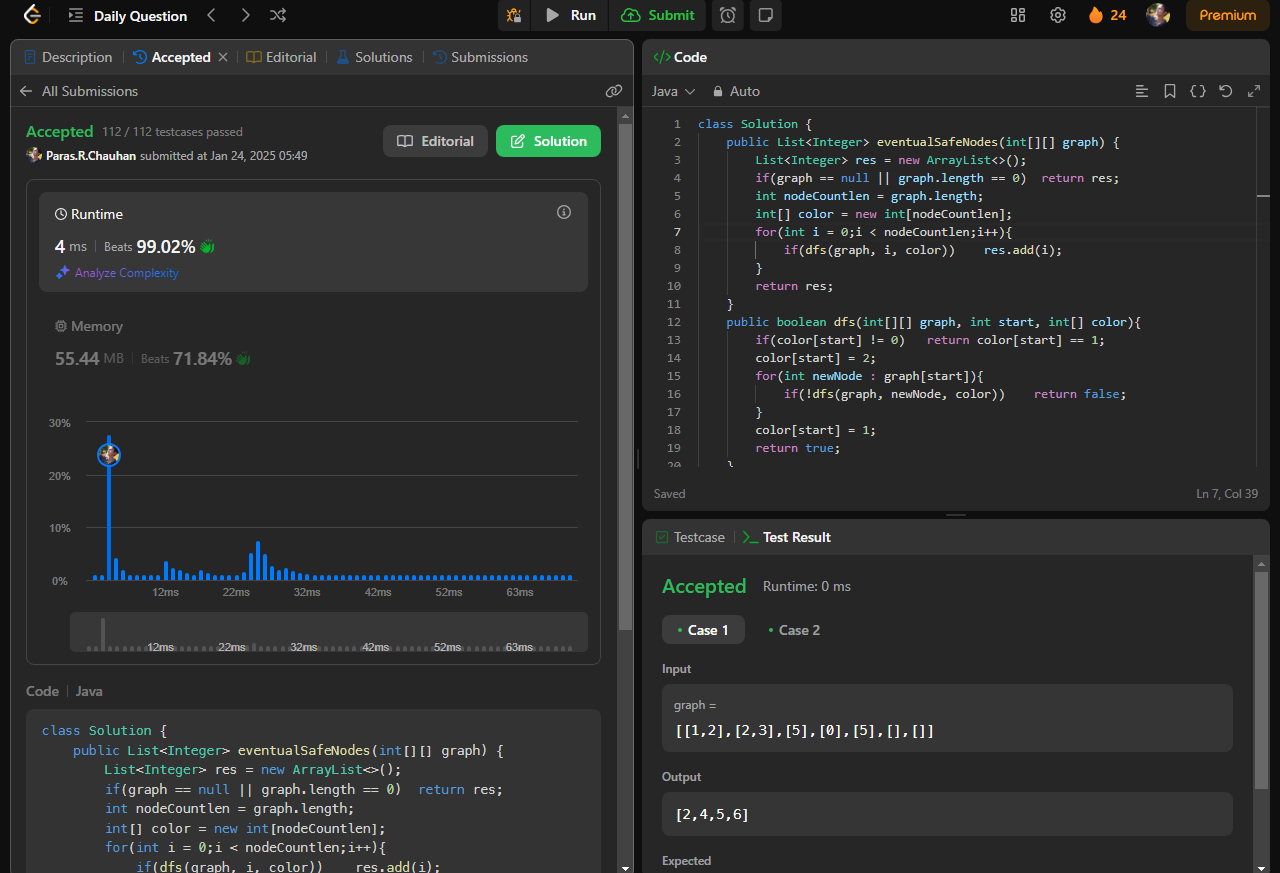 Daily Question
Run
Submit
24
Premium
Description
Accepted
Editorial
Solutions
Submissions
All Submissions
Accepted 112 / 112 testcases passed
Paras.R.Chauhan submitted at Jan 24, 2025 05:49
Editorial
Solution
Runtime
4 ms Beats 99.02%
Analyze Complexity
Memory
55.44 MB Beats 71.84%
30%
20%
10%
0%
12ms 22ms 32ms 42ms 52ms 63ms
12ms 22ms 32ms 42ms 52ms 63ms
Code Java
class Solution {
public List<Integer> eventualSafeNodes(int[][] graph) {
List<Integer> res = new ArrayList<>();
if(graph == null || graph.length == 0)  return res;
int nodeCountlen = graph.length;
int[] color = new int[nodeCountlen];
for(int i = 0;i < nodeCountlen;i++){
if(dfs(graph, i, color))    res.add(i);
</> Code
Java Auto
1 class Solution {
2     public List<Integer> eventualSafeNodes(int[][] graph) {
3         List<Integer> res = new ArrayList<>();
4         if(graph == null || graph.length == 0)  return res;
5         int nodeCountlen = graph.length;
6         int[] color = new int[nodeCountlen];
7         for(int i = 0;i < nodeCountlen;i++){
8             if(dfs(graph, i, color))    res.add(i);
9         }
10         return res;
11     }
12     public boolean dfs(int[][] graph, int start, int[] color){
13         if(color[start] != 0)   return color[start] == 1;
14         color[start] = 2;
15         for(int newNode : graph[start]){
16             if(!dfs(graph, newNode, color))    return false;
17         }
18         color[start] = 1;
19         return true;
20     }
Saved
Ln 7, Col 39
Testcase
Test Result
Accepted Runtime: 0 ms
Case 1
Case 2
Input
graph =
[[1,2],[2,3],[5],[0],[5],[],[]]
Output
[2,4,5,6]
Expected